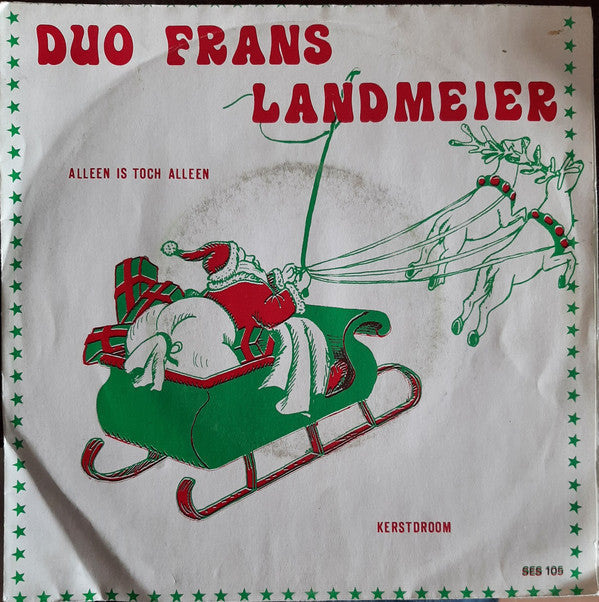 DUO FRANS
LANDMEIER
ALLEEN IS TOCH ALLEEN
KERSTDROOM
SES 105